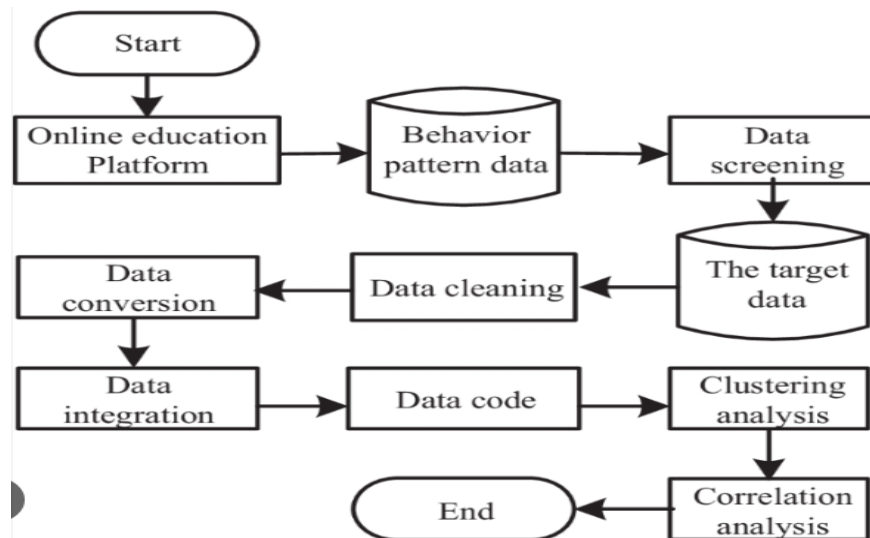 Start
Online education
Platform
Behavior
pattern data
Data
screening
The target
data
Data cleaning
Data
conversion
Data
integration
Data code
Clustering
analysis
Correlation
analysis
End